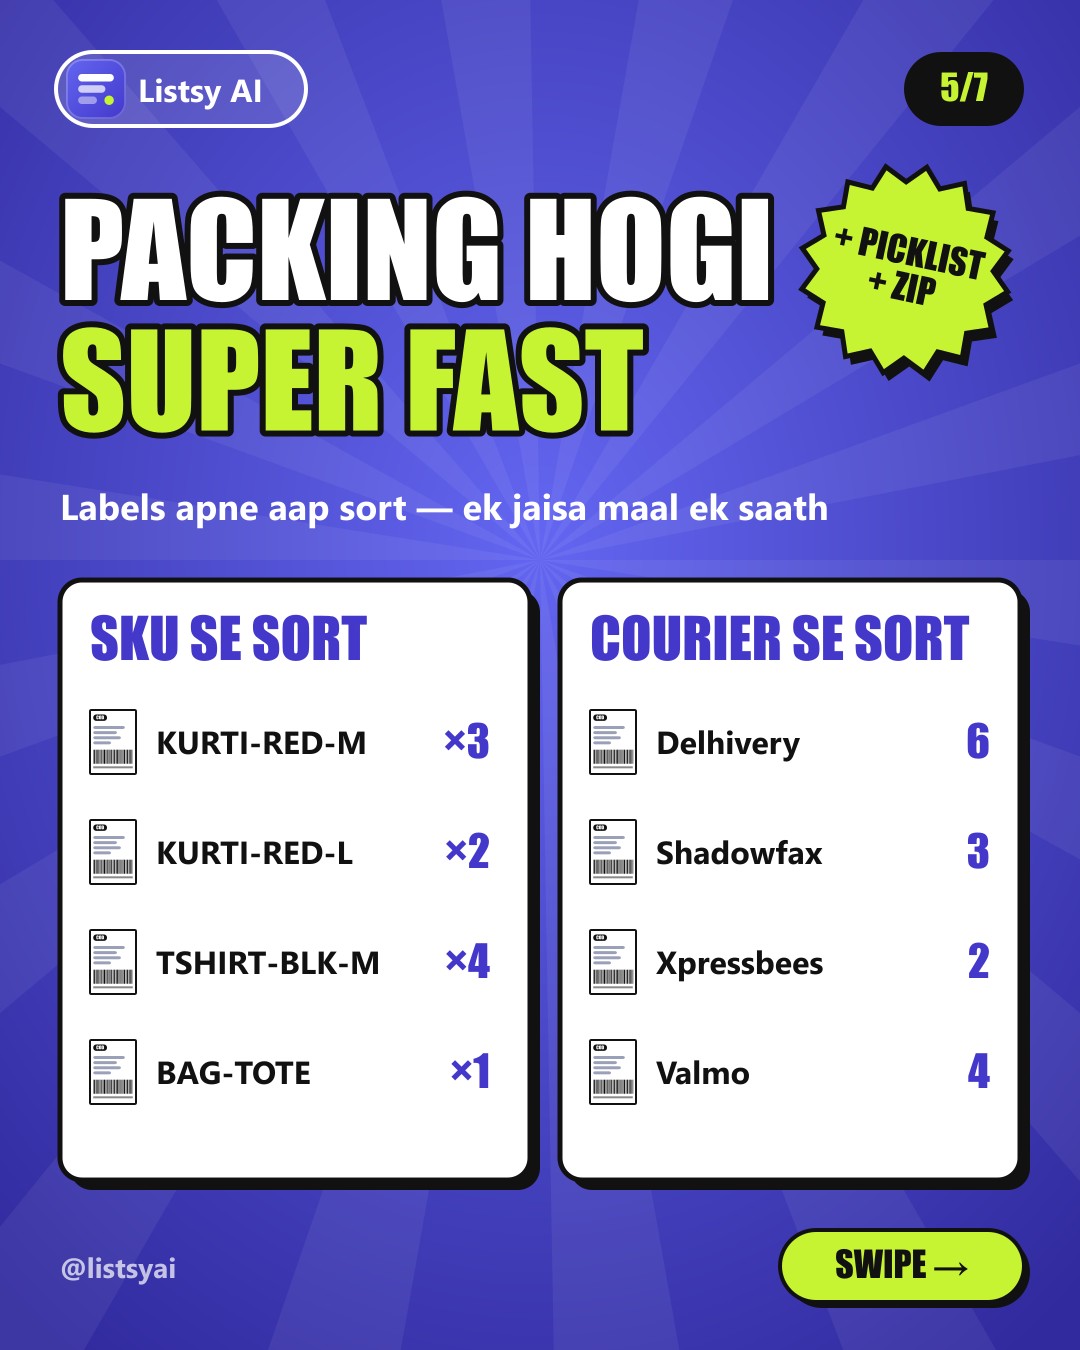 Listsy AI
5/7
PACKING HOGI
SUPER FAST
+ PICKLIST
+ ZIP
Labels apne aap sort — ek jaisa maal ek saath
SKU SE SORT
KURTI-RED-M ×3
KURTI-RED-L ×2
TSHIRT-BLK-M ×4
BAG-TOTE ×1
COURIER SE SORT
Delhivery 6
Shadowfax 3
Xpressbees 2
Valmo 4
@listsyai
SWIPE →